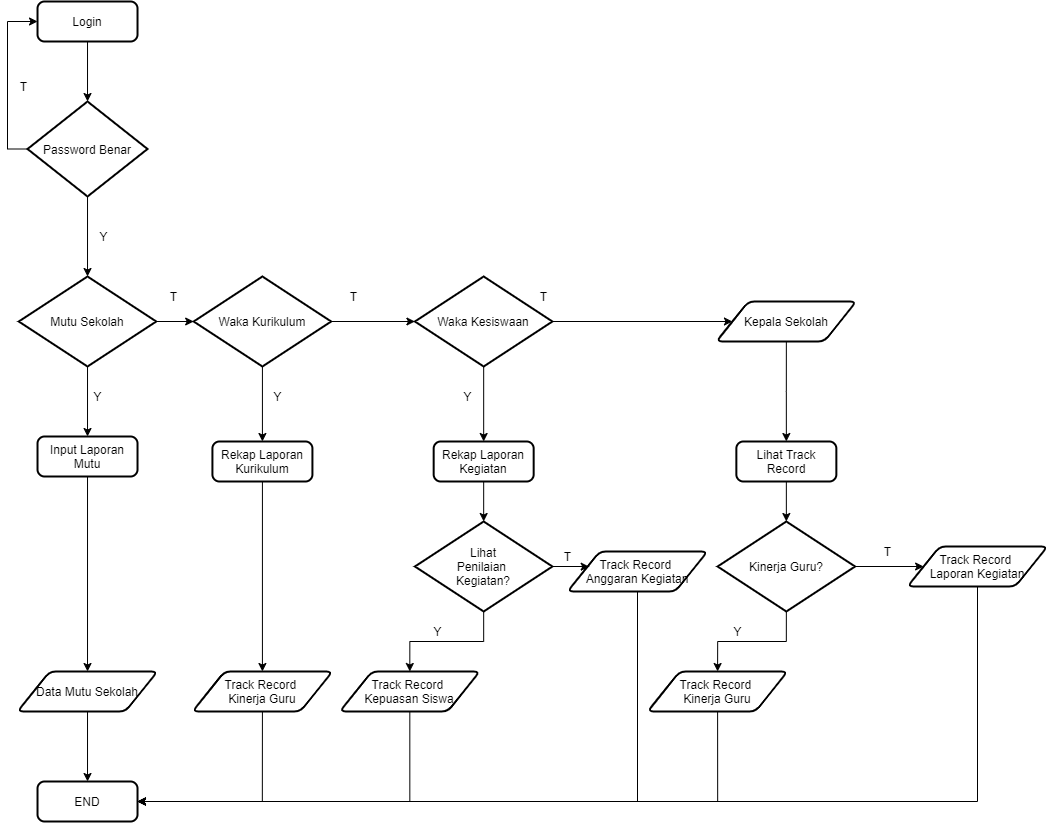 Login
T
Password Benar
Y
Mutu Sekolah
T
Waka Kurikulum
T
Waka Kesiswaan
T
Kepala Sekolah
Y
Y
Y
Input Laporan
Mutu
Rekap Laporan
Kurikulum
Rekap Laporan
Kegiatan
Lihat Track
Record
Lihat
Penilaian
Kegiatan?
T
Track Record
Anggaran Kegiatan
Kinerja Guru?
T
Track Record
Laporan Kegiatan
Y
Y
Data Mutu Sekolah
Track Record
Kinerja Guru
Track Record
Kepuasan Siswa
Track Record
Kinerja Guru
END